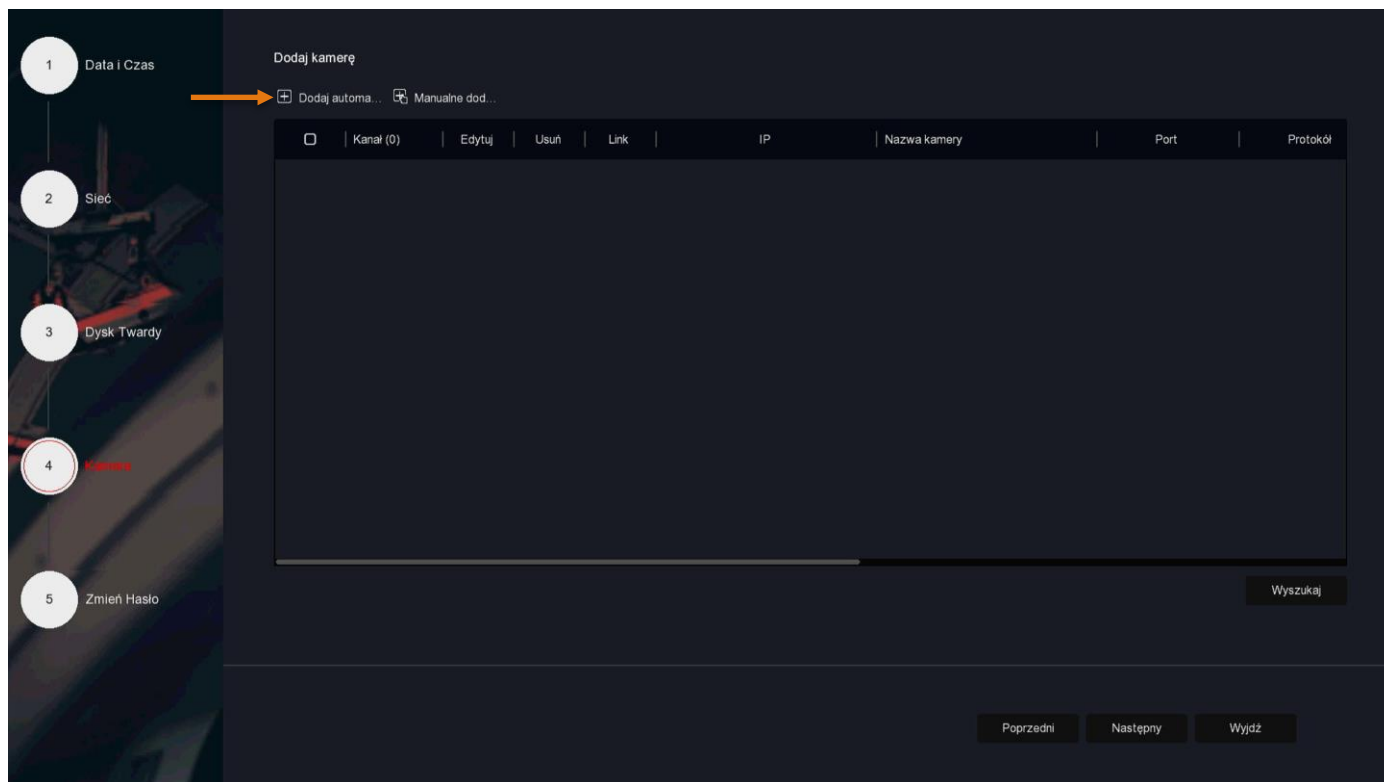 1 Data i Czas
2 Sieć
3 Dysk Twardy
4 Kamera
5 Zmień Hasło
Dodaj kamerę
Dodaj automa... Manualne dod...
Kanał (0) Edytuj Usuń Link IP Nazwa kamery Port Protokół
Wyszukaj
Poprzedni Następny Wyjdź